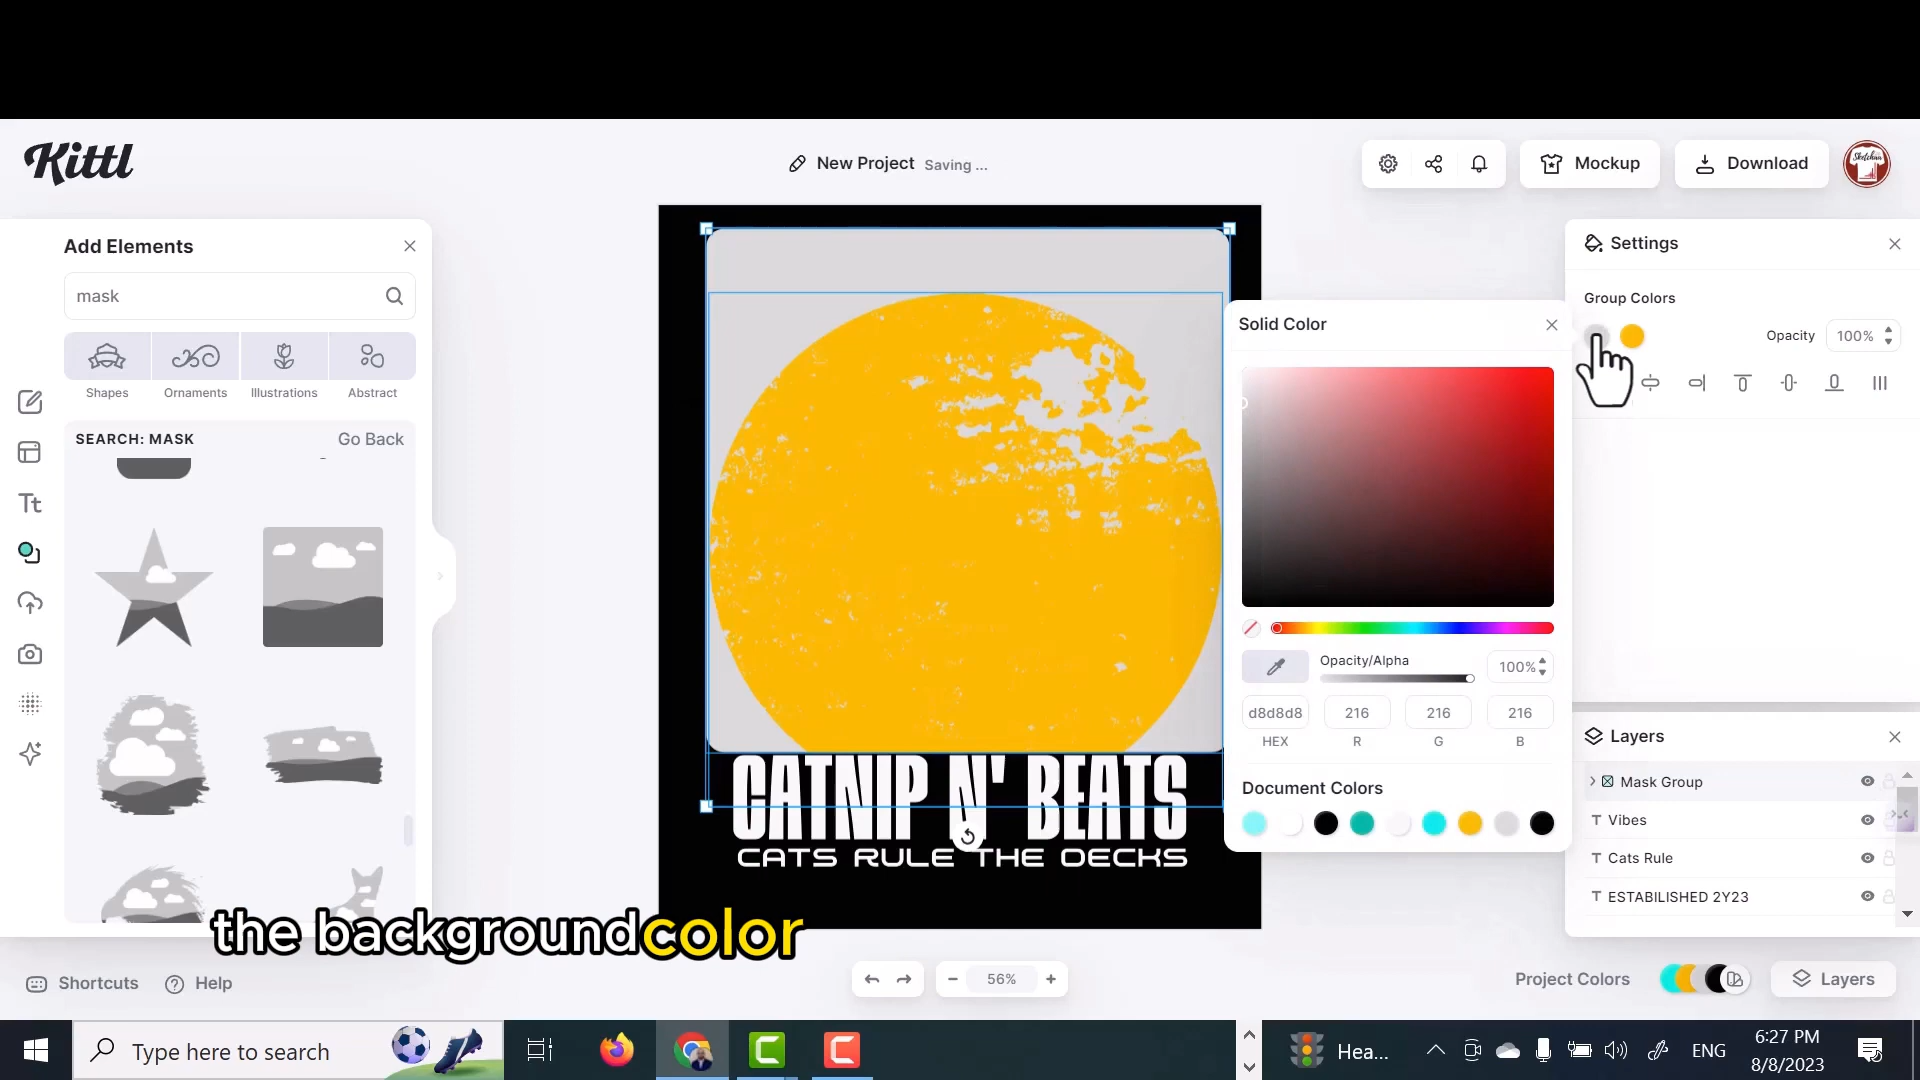 Kittl
New Project Saving ...
Mockup
Download
Sketchaa
Add Elements
mask
Shapes Ornaments Illustrations Abstract
SEARCH: MASK Go Back
CATNIP N' BEATS
CATS RULE THE DECKS
Solid Color
Opacity/Alpha
100%
d8d8d8 216 216 216
HEX R G B
Document Colors
Settings
Group Colors
Opacity 100%
Layers
Mask Group
T Vibes
T Cats Rule
T ESTABILISHED 2Y23
the background color
Tt
Shortcuts Help
56%
Project Colors
Layers
Type here to search
Hea...
ENG
6:27 PM
8/8/2023